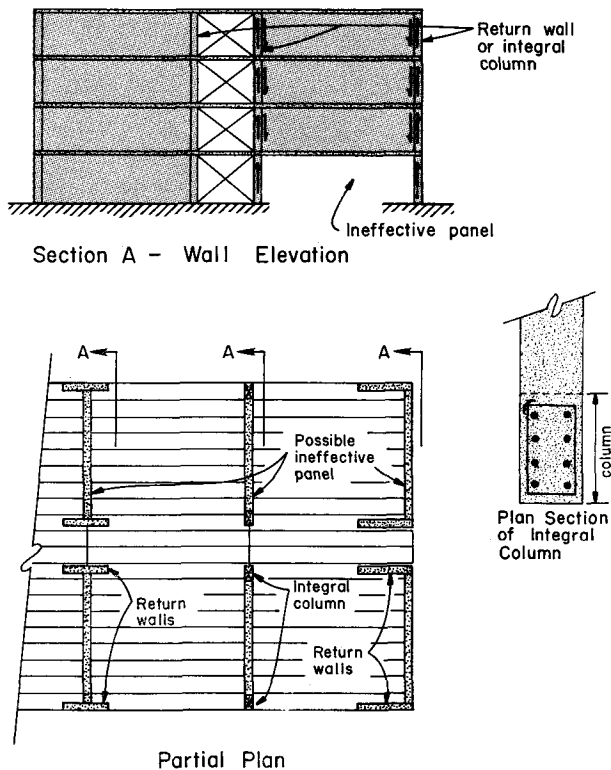 Return wall
or integral
column
Ineffective panel
Section A - Wall Elevation
A
A
A
Possible
ineffective
panel
column
Plan Section
of Integral
Column
Return
walls
Integral
column
Return
walls
Partial Plan